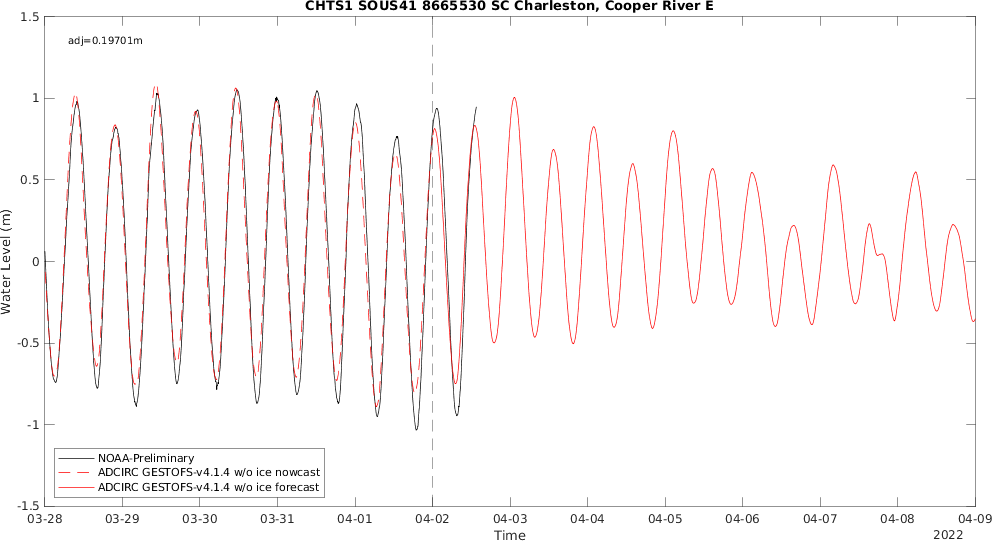 CHTS1 SOUS41 8665530 SC Charleston, Cooper River E
adj=0.19701m
Water Level (m)
1.5
1
0.5
0
-0.5
-1
-1.5
NOAA-Preliminary
ADCIRC GESTOFS-v4.1.4 w/o ice nowcast
ADCIRC GESTOFS-v4.1.4 w/o ice forecast
03-28 03-29 03-30 03-31 04-01 04-02 04-03 04-04 04-05 04-06 04-07 04-08 04-09
Time
2022